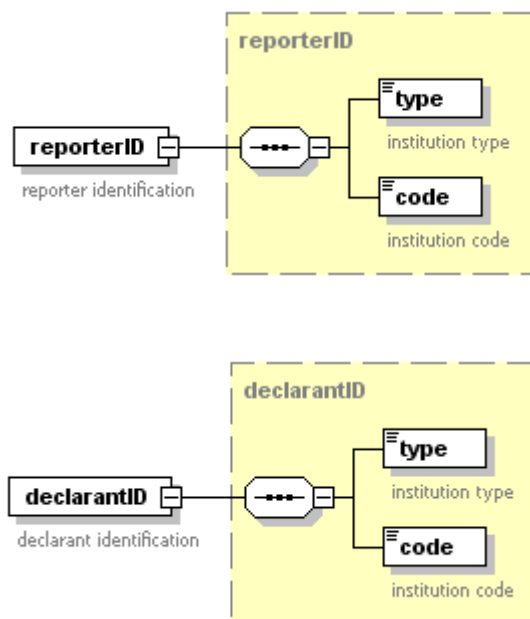 reporterID
type
institution type
reporterID
reporter identification
code
institution code
declarantID
type
institution type
declarantID
declarant identification
code
institution code